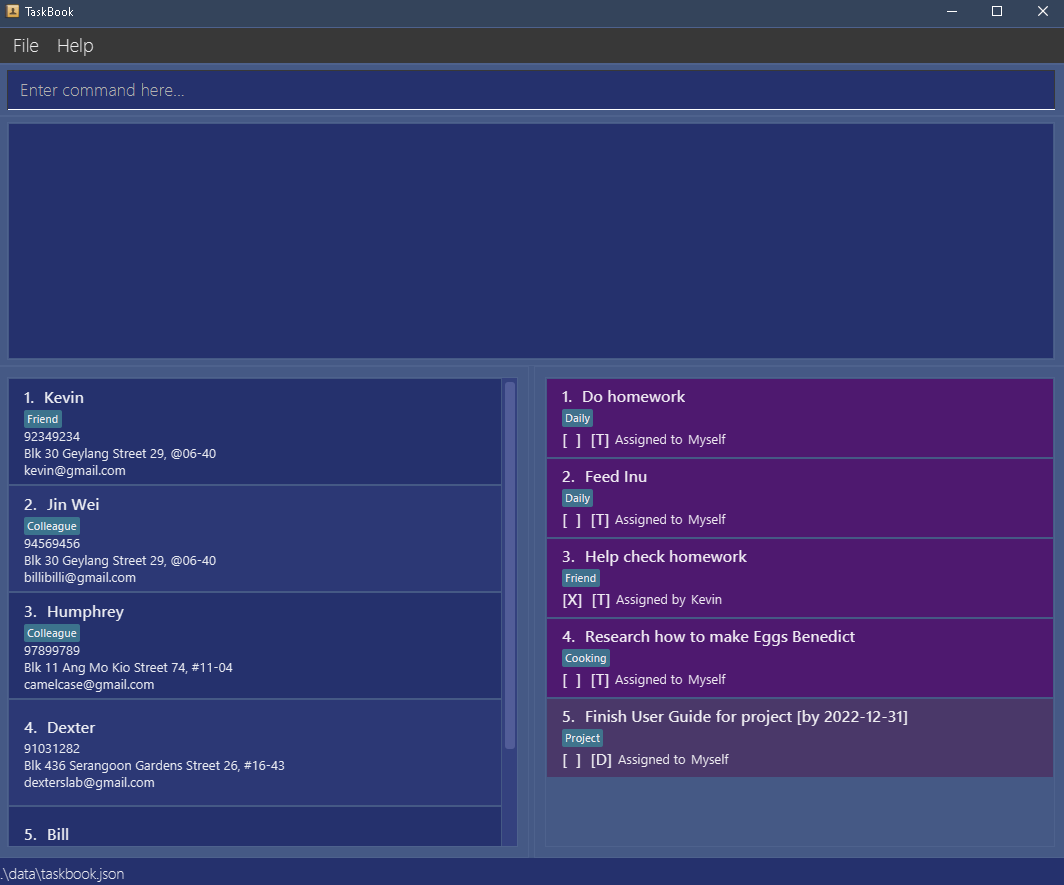 TaskBook
File Help
Enter command here...
1. Kevin
Friend
92349234
Blk 30 Geylang Street 29, @06-40
kevin@gmail.com
2. Jin Wei
Colleague
94569456
Blk 30 Geylang Street 29, @06-40
billibilli@gmail.com
3. Humphrey
Colleague
97899789
Blk 11 Ang Mo Kio Street 74, #11-04
camelcase@gmail.com
4. Dexter
91031282
Blk 436 Serangoon Gardens Street 26, #16-43
dexterslab@gmail.com
5. Bill
1. Do homework
Daily
[ ] [T] Assigned to Myself
2. Feed Inu
Daily
[ ] [T] Assigned to Myself
3. Help check homework
Friend
[X] [T] Assigned by Kevin
4. Research how to make Eggs Benedict
Cooking
[ ] [T] Assigned to Myself
5. Finish User Guide for project [by 2022-12-31]
Project
[ ] [D] Assigned to Myself
.\data\taskbook.json